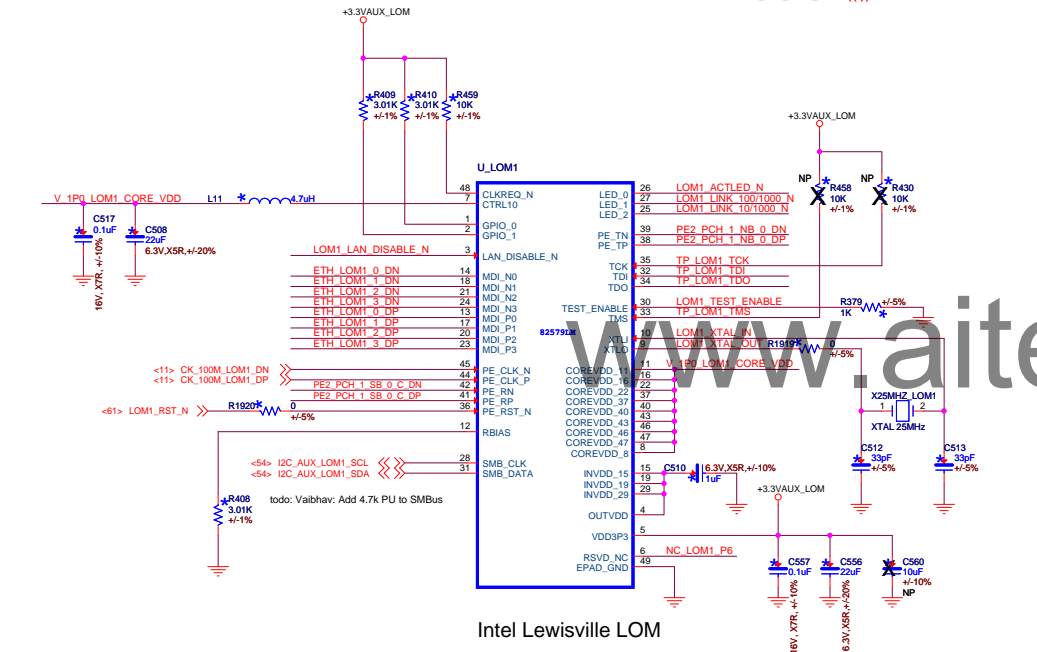 +3.3VAUX_LOM
R409
3.01K
+/-1%
R410
3.01K
+/-1%
R459
10K
+/-1%
+3.3VAUX_LOM
NP
R458
10K
+/-1%
NP
R430
10K
+/-1%
U_LOM1
V_1P0_LOM1_CORE_VDD
L11
4.7uH
C517
0.1uF
16V, X7R, +/-10%
C508
22uF
6.3V,X5R,+/-20%
LOM1_LAN_DISABLE_N
ETH_LOM1_0_DN
ETH_LOM1_1_DN
ETH_LOM1_2_DN
ETH_LOM1_3_DN
ETH_LOM1_0_DP
ETH_LOM1_1_DP
ETH_LOM1_2_DP
ETH_LOM1_3_DP
<11> CK_100M_LOM1_DN
<11> CK_100M_LOM1_DP
PE2_PCH_1_SB_0_C_DN
PE2_PCH_1_SB_0_C_DP
<61> LOM1_RST_N
R1920
0
+/-5%
<54> I2C_AUX_LOM1_SCL
<54> I2C_AUX_LOM1_SDA
R408
3.01K
+/-1%
todo: Vaibhav: Add 4.7k PU to SMBus
48 CLKREQ_N
7 CTRL10
1 GPIO_0
2 GPIO_1
3 LAN_DISABLE_N
14 MDI_N0
18 MDI_N1
21 MDI_N2
24 MDI_N3
13 MDI_P0
17 MDI_P1
20 MDI_P2
23 MDI_P3
45 PE_CLK_N
44 PE_CLK_P
42 PE_RN
41 PE_RP
36 PE_RST_N
12 RBIAS
28 SMB_CLK
31 SMB_DATA
82579LM
LED_0 26 LOM1_ACTLED_N
LED_1 27 LOM1_LINK_100/1000_N
LED_2 25 LOM1_LINK_10/1000_N
PE_TN 39 PE2_PCH_1_NB_0_DN
PE_TP 38 PE2_PCH_1_NB_0_DP
TCK 35 TP_LOM1_TCK
TDI 32 TP_LOM1_TDI
TDO 34 TP_LOM1_TDO
TEST_ENABLE 30 LOM1_TEST_ENABLE
TMS 33 TP_LOM1_TMS
XTLI 10 LOM1_XTAL_IN
XTLO 9 LOM1_XTAL_OUT
COREVDD_11 11 V_1P0_LOM1_CORE_VDD
COREVDD_16 16
COREVDD_22 22
COREVDD_37 37
COREVDD_40 40
COREVDD_43 43
COREVDD_46 46
COREVDD_47 47
COREVDD_8 8
INVDD_15 15
INVDD_19 19
INVDD_29 29
OUTVDD 4
VDD3P3 5
RSVD_NC 6 NC_LOM1_P6
EPAD_GND 49
R379
1K
+/-5%
R1919
0
+/-5%
X25MHZ_LOM1
1 2
XTAL 25MHz
C512
33pF
+/-5%
C513
33pF
+/-5%
C510
6.3V,X5R,+/-10%
1uF
+3.3VAUX_LOM
C557
0.1uF
16V, X7R, +/-10%
C556
22uF
6.3V,X5R,+/-20%
C560
10uF
+/-10%
NP
Intel Lewisville LOM
www.aite